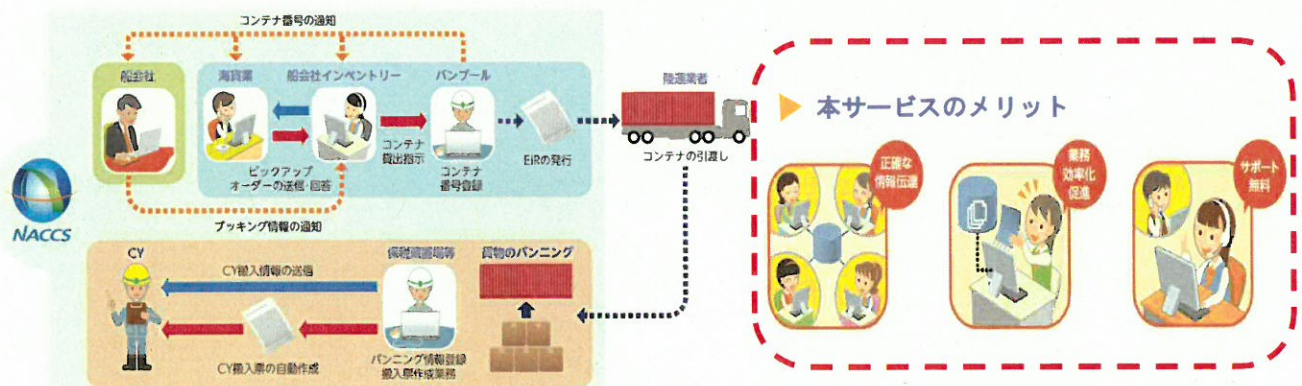 コンテナ番号の通知
船会社
海貨業
船会社インベントリー
バンプール
ピックアップ
オーダーの送信・回答
コンテナ
貸出指示
コンテナ
番号登録
EiRの発行
陸運業者
コンテナの引渡し
ブッキング情報の通知
NACCS
CY
CY搬入情報の送信
CY搬入票の自動作成
保税蔵置場等
バンニング情報登録
搬入票作成業務
貨物のバンニング
本サービスのメリット
正確な
情報伝達
業務
効率化
促進
サポート
無料